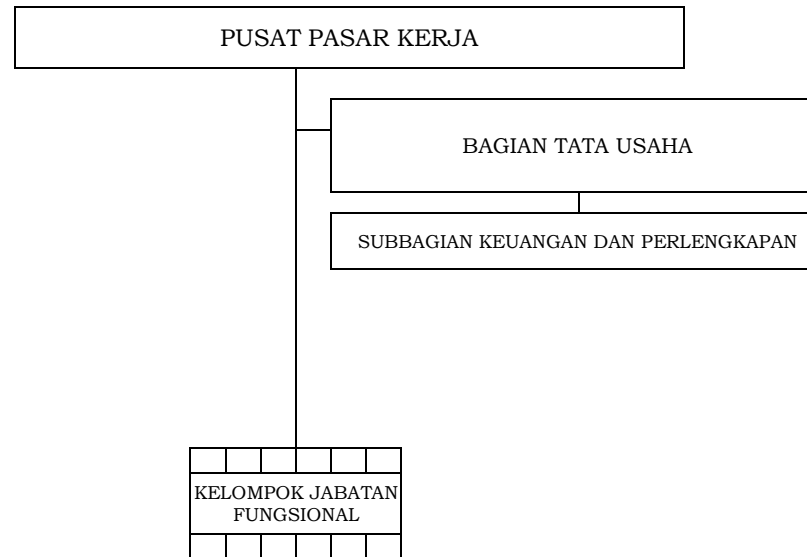 PUSAT PASAR KERJA
BAGIAN TATA USAHA
SUBBAGIAN KEUANGAN DAN PERLENGKAPAN
KELOMPOK JABATAN
FUNGSIONAL